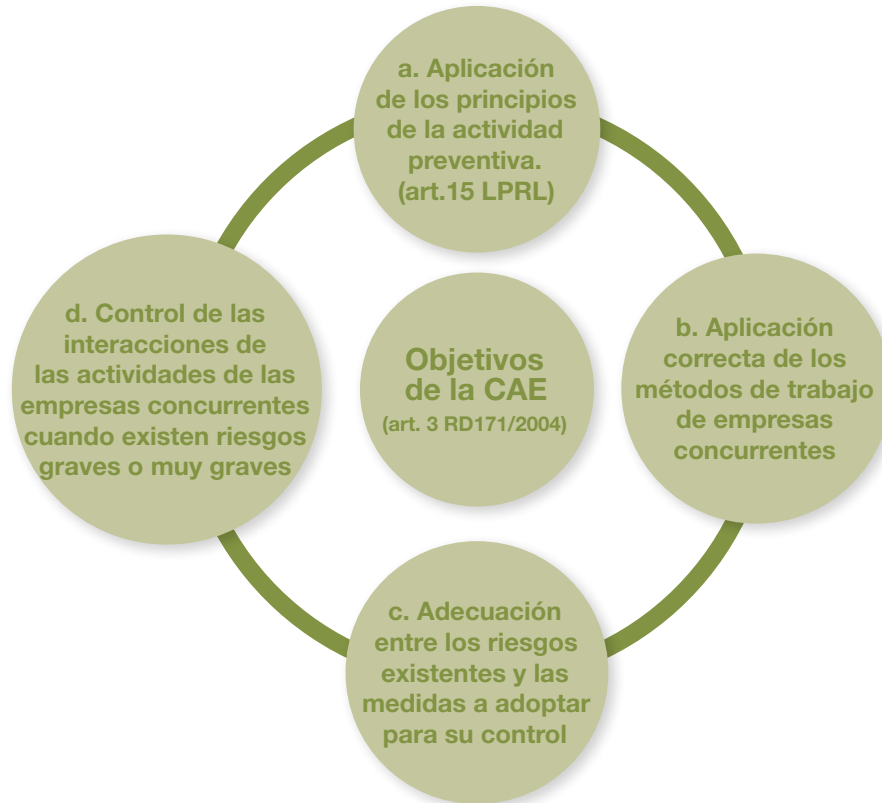 a. Aplicación
de los principios
de la actividad
preventiva.
(art.15 LPRL)
d. Control de las
interacciones de
las actividades de las
empresas concurrentes
cuando existen riesgos
graves o muy graves
Objetivos
de la CAE
(art. 3 RD171/2004)
b. Aplicación
correcta de los
métodos de trabajo
de empresas
concurrentes
c. Adecuación
entre los riesgos
existentes y las
medidas a adoptar
para su control